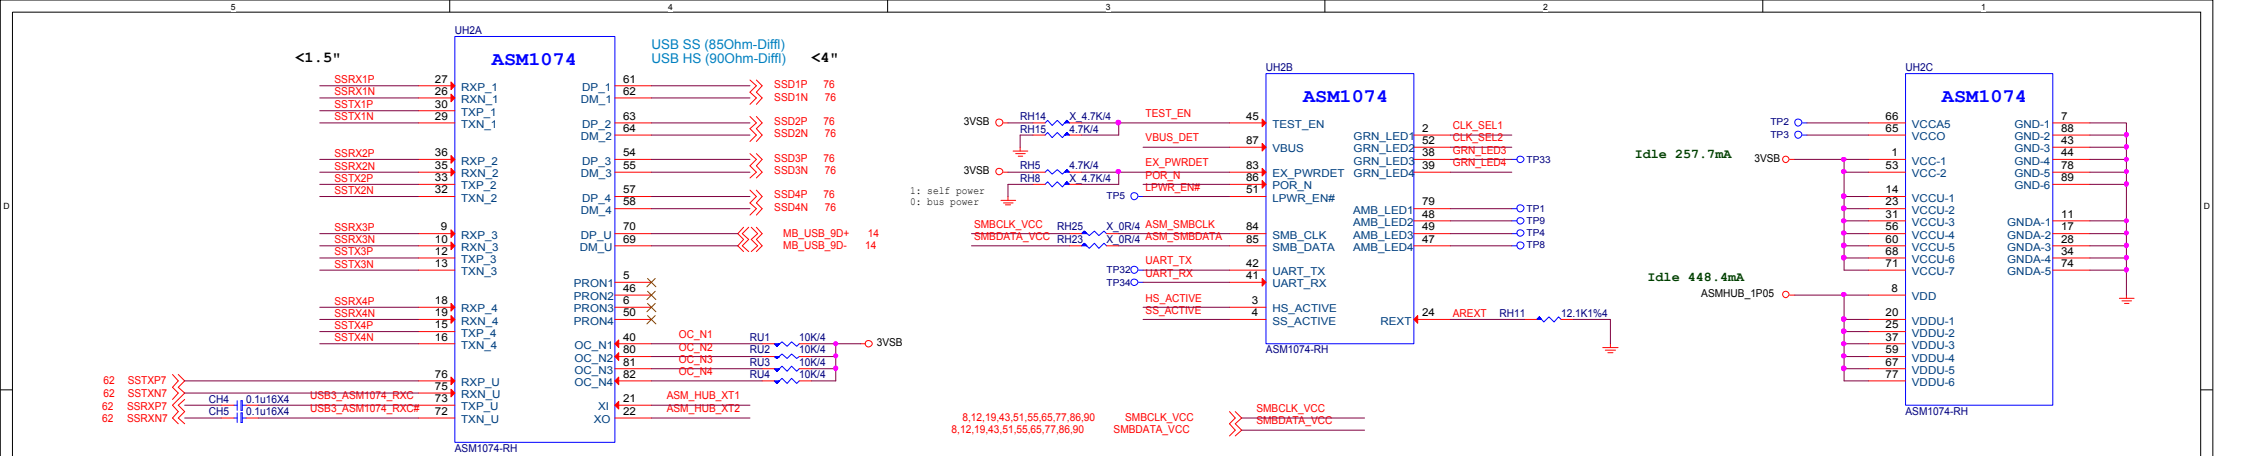 5 4 3 2 1
D
D
UH2A
ASM1074
<1.5"
USB SS (85Ohm-Diffl)
USB HS (90Ohm-Diffl)
<4"
SSRX1P 27 RXP_1
SSRX1N 26 RXN_1
SSTX1P 30 TXP_1
SSTX1N 29 TXN_1
SSRX2P 36 RXP_2
SSRX2N 35 RXN_2
SSTX2P 33 TXP_2
SSTX2N 32 TXN_2
SSRX3P 9 RXP_3
SSRX3N 10 RXN_3
SSTX3P 12 TXP_3
SSTX3N 13 TXN_3
SSRX4P 18 RXP_4
SSRX4N 19 RXN_4
SSTX4P 15 TXP_4
SSTX4N 16 TXN_4
62 SSTXP7 76 RXP_U
62 SSTXN7 75 RXN_U
62 SSRXP7 CH4 0.1u16X4 USB3_ASM1074_RXC 73 TXP_U
62 SSRXN7 CH5 0.1u16X4 USB3_ASM1074_RXC# 72 TXN_U
DP_1 61 SSD1P 76
DM_1 62 SSD1N 76
DP_2 63 SSD2P 76
DM_2 64 SSD2N 76
DP_3 54 SSD3P 76
DM_3 55 SSD3N 76
DP_4 57 SSD4P 76
DM_4 58 SSD4N 76
DP_U 70 MB_USB_9D+ 14
DM_U 69 MB_USB_9D- 14
PRON1 5
PRON2 46
PRON3 6
PRON4 50
OC_N1 40 OC_N1 RU1 10K/4 3VSB
OC_N2 80 OC_N2 RU2 10K/4
OC_N3 81 OC_N3 RU3 10K/4
OC_N4 82 OC_N4 RU4 10K/4
XI 21 ASM_HUB_XT1
XO 22 ASM_HUB_XT2
ASM1074-RH
UH2B
ASM1074
3VSB RH14 X_4.7K/4 TEST_EN 45 TEST_EN
RH15 4.7K/4
VBUS_DET 87 VBUS
3VSB RH5 4.7K/4 EX_PWRDET 83 EX_PWRDET
RH8 X_4.7K/4 POR_N 86 POR_N
1: self power
0: bus power
TP5 LPWR_EN# 51 LPWR_EN#
SMBCLK_VCC RH25 X_0R/4 ASM_SMBCLK 84 SMB_CLK
SMBDATA_VCC RH23 X_0R/4 ASM_SMBDATA 85 SMB_DATA
TP32 UART_TX 42 UART_TX
TP34 UART_RX 41 UART_RX
HS_ACTIVE 3 HS_ACTIVE
SS_ACTIVE 4 SS_ACTIVE
GRN_LED1 2 CLK_SEL1
GRN_LED2 52 CLK_SEL2
GRN_LED3 38 GRN_LED3 TP33
GRN_LED4 39 GRN_LED4
AMB_LED1 79 TP1
AMB_LED2 48 TP9
AMB_LED3 49 TP4
AMB_LED4 47 TP8
REXT 24 AREXT RH11 12.1K1%4
ASM1074-RH
8,12,19,43,51,55,65,77,86,90 SMBCLK_VCC SMBCLK_VCC
8,12,19,43,51,55,65,77,86,90 SMBDATA_VCC SMBDATA_VCC
UH2C
ASM1074
TP2 66 VCCA5
TP3 65 VCCO
Idle 257.7mA
3VSB 1 VCC-1
53 VCC-2
14 VCCU-1
23 VCCU-2
31 VCCU-3
56 VCCU-4
60 VCCU-5
68 VCCU-6
71 VCCU-7
Idle 448.4mA
ASMHUB_1P05 8 VDD
20 VDDU-1
25 VDDU-2
37 VDDU-3
59 VDDU-4
67 VDDU-5
77 VDDU-6
GND-1 7
GND-2 88
GND-3 43
GND-4 44
GND-5 78
GND-6 89
GNDA-1 11
GNDA-2 17
GNDA-3 28
GNDA-4 34
GNDA-5 74
ASM1074-RH